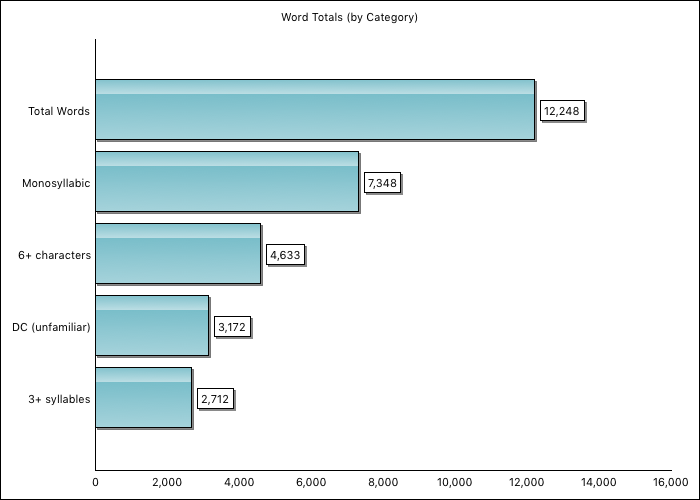 Word Totals (by Category)
Total Words 12,248
Monosyllabic 7,348
6+ characters 4,633
DC (unfamiliar) 3,172
3+ syllables 2,712
0 2,000 4,000 6,000 8,000 10,000 12,000 14,000 16,000